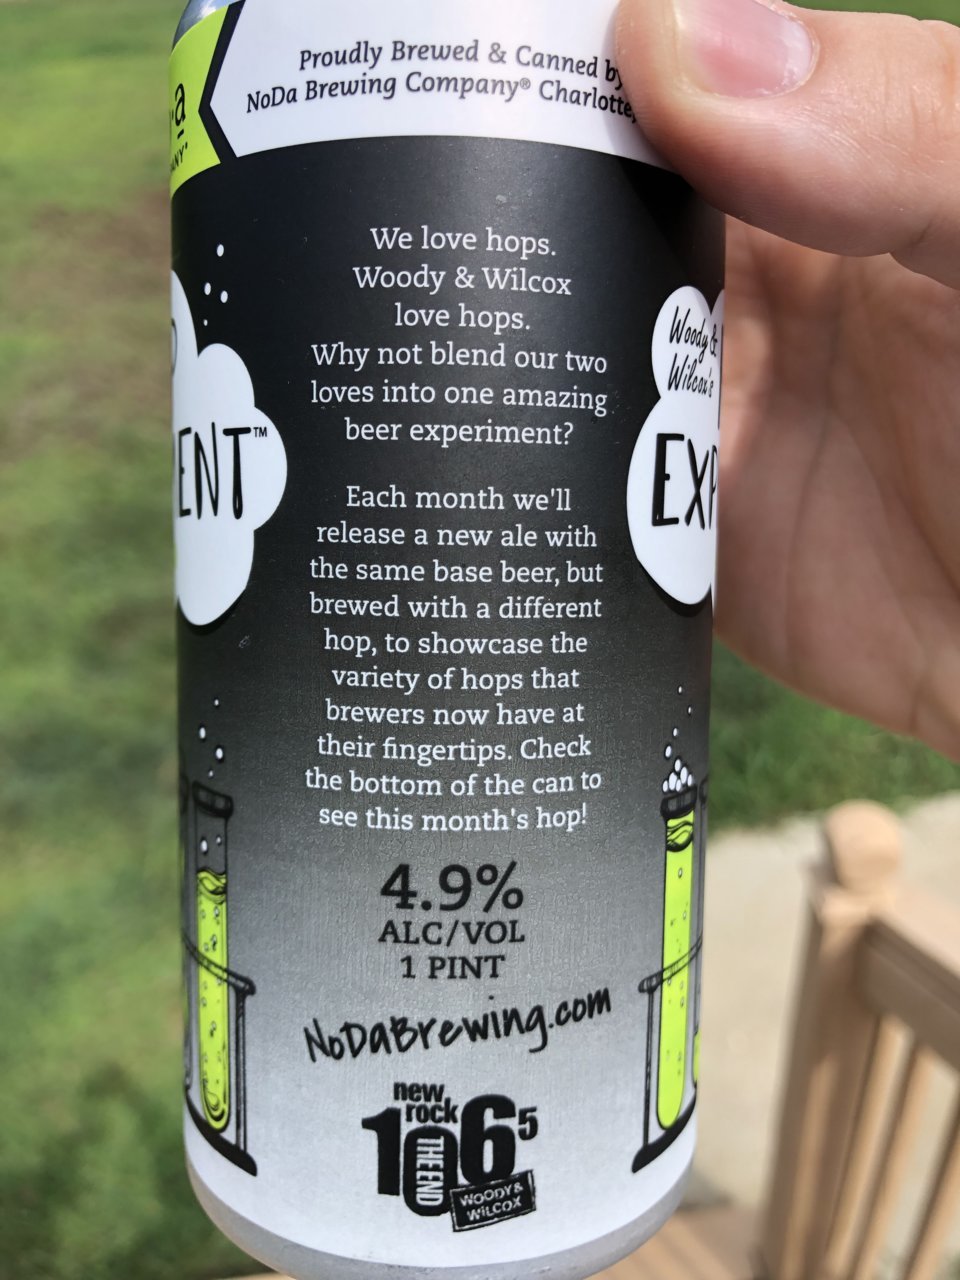 Proudly Brewed & Canned by
NoDa Brewing Company® Charlotte,
We love hops.
Woody & Wilcox
love hops.
Why not blend our two
loves into one amazing
beer experiment?
Each month we'll
release a new ale with
the same base beer, but
brewed with a different
hop, to showcase the
variety of hops that
brewers now have at
their fingertips. Check
the bottom of the can to
see this month's hop!
4.9%
ALC/VOL
1 PINT
NoDaBrewing.com
new
rock
1065
THE END
WOODY &
WILCOX
ENT™
Woody &
Wilcox's
EXP